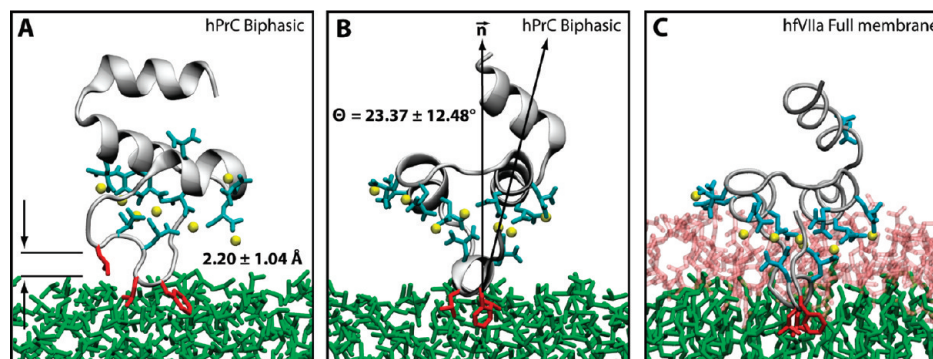 A
hPrC Biphasic
2.20 ± 1.04 Å
B
n
hPrC Biphasic
Θ = 23.37 ± 12.48°
C
hfVIIa Full membrane